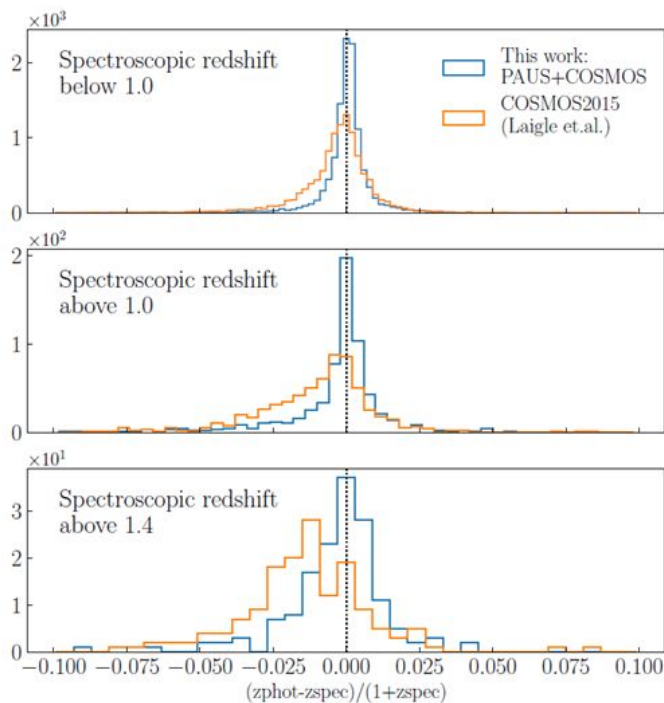 ×10³
Spectroscopic redshift
below 1.0
This work:
PAUS+COSMOS
COSMOS2015
(Laigle et.al.)
2
1
0
×10²
2
Spectroscopic redshift
above 1.0
1
0
×10¹
Spectroscopic redshift
above 1.4
3
2
1
0
−0.100 −0.075 −0.050 −0.025 0.000 0.025 0.050 0.075 0.100
(zphot-zspec)/(1+zspec)